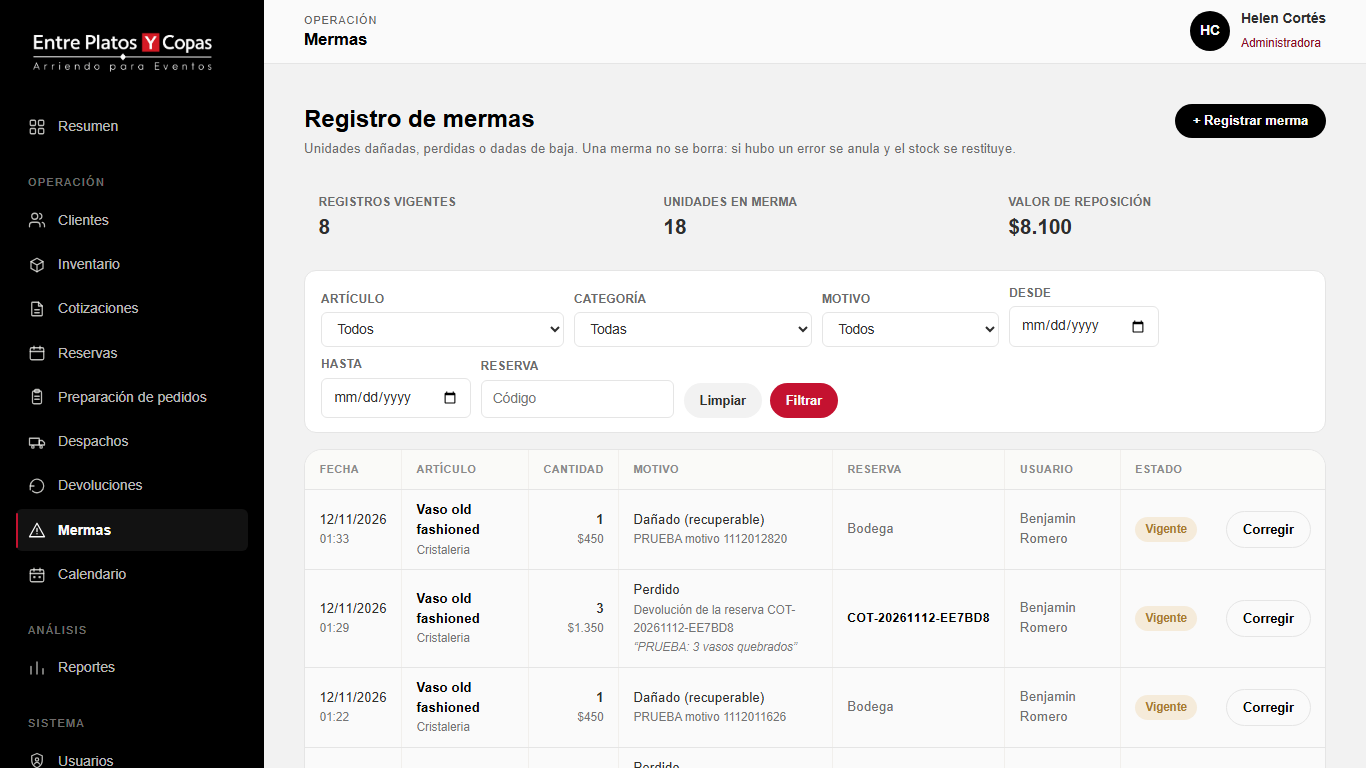 Entre Platos Y Copas
Arriendo para Eventos
Resumen
OPERACIÓN
Clientes
Inventario
Cotizaciones
Reservas
Preparación de pedidos
Despachos
Devoluciones
Mermas
Calendario
ANÁLISIS
Reportes
SISTEMA
Usuarios
OPERACIÓN
Mermas
HC
Helen Cortés
Administradora
Registro de mermas
Unidades dañadas, perdidas o dadas de baja. Una merma no se borra: si hubo un error se anula y el stock se restituye.
+ Registrar merma
REGISTROS VIGENTES
8
UNIDADES EN MERMA
18
VALOR DE REPOSICIÓN
$8.100
ARTÍCULO
Todos
CATEGORÍA
Todas
MOTIVO
Todos
DESDE
mm/dd/yyyy
HASTA
mm/dd/yyyy
RESERVA
Código
Limpiar
Filtrar
FECHA ARTÍCULO CANTIDAD MOTIVO RESERVA USUARIO ESTADO
12/11/2026
01:33
Vaso old
fashioned
Cristaleria
1
$450
Dañado (recuperable)
PRUEBA motivo 1112012820
Bodega
Benjamin
Romero
Vigente
Corregir
12/11/2026
01:29
Vaso old
fashioned
Cristaleria
3
$1.350
Perdido
Devolución de la reserva COT-
20261112-EE7BD8
“PRUEBA: 3 vasos quebrados”
COT-20261112-EE7BD8
Benjamin
Romero
Vigente
Corregir
12/11/2026
01:22
Vaso old
fashioned
Cristaleria
1
$450
Dañado (recuperable)
PRUEBA motivo 1112011626
Bodega
Benjamin
Romero
Vigente
Corregir
Perdido